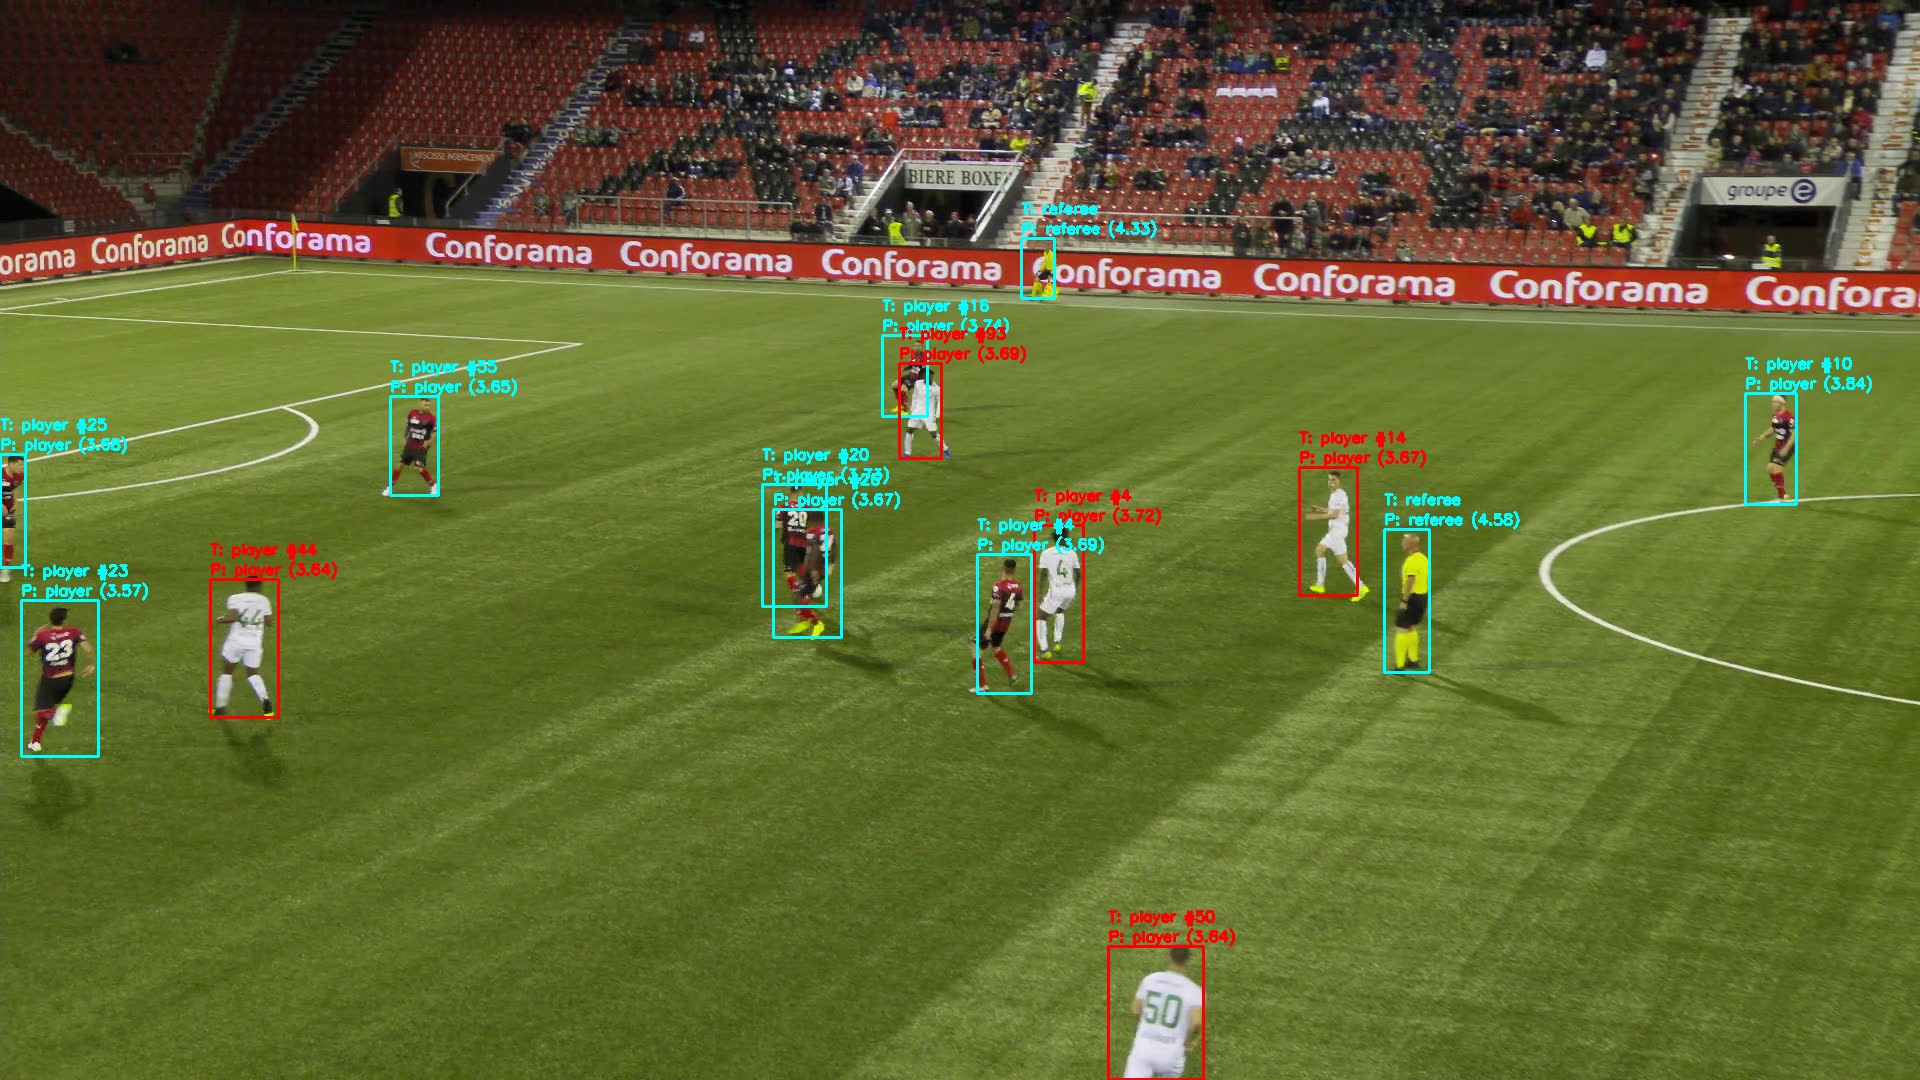 ABSCISSE AGENCEMENT
BIERE BOXER
groupe e
T: referee
P: referee (4.33)
orama Conforama Conforama Conforama Conforama Conforama Conforama Conforama Conforama Confora
T: player #16
P: player (3.74)
T: player #93
P: player (3.69)
T: player #55
P: player (3.65)
T: player #10
P: player (3.84)
T: player #25
P: player (3.66)
T: player #14
P: player (3.67)
T: player #20
P: player (3.73)
P: player (3.67)
20
T: player #4
P: player (3.72)
4
T: referee
P: referee (4.58)
T: player #4
P: player (3.69)
4
T: player #44
P: player (3.64)
44
T: player #23
P: player (3.57)
23
T: player #50
P: player (3.64)
50